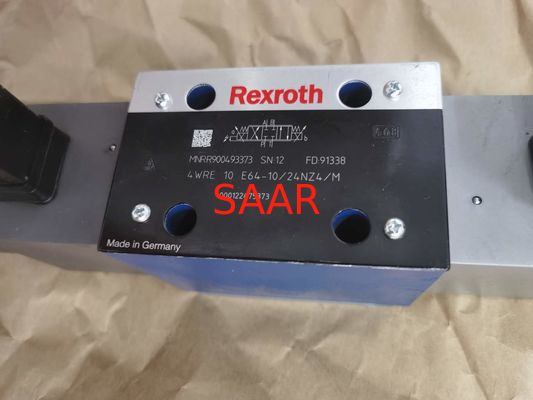 Rexroth
MNR:R900493373 SN:12 FD:91338
4WRE 10 E64-10/24NZ4/M
SAAR
Made in Germany